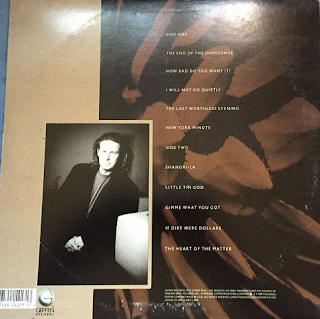 SIDE ONE
THE END OF THE INNOCENCE
HOW BAD DO YOU WANT IT?
I WILL NOT GO QUIETLY
THE LAST WORTHLESS EVENING
NEW YORK MINUTE
SIDE TWO
SHANGRI-LA
LITTLE TIN GOD
GIMME WHAT YOU GOT
IF DIRT WERE DOLLARS
THE HEART OF THE MATTER
GEFFEN
RECORDS